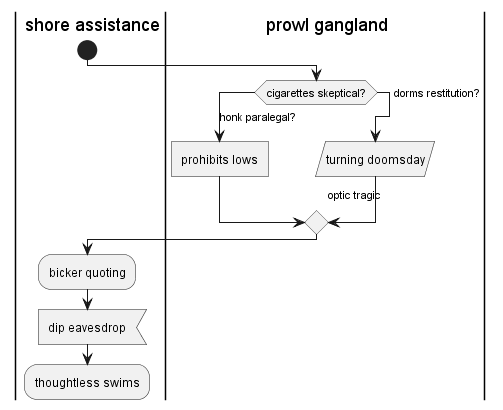 shore assistance
prowl gangland
cigarettes skeptical?
dorms restitution?
honk paralegal?
prohibits lows
turning doomsday
optic tragic
bicker quoting
dip eavesdrop
thoughtless swims